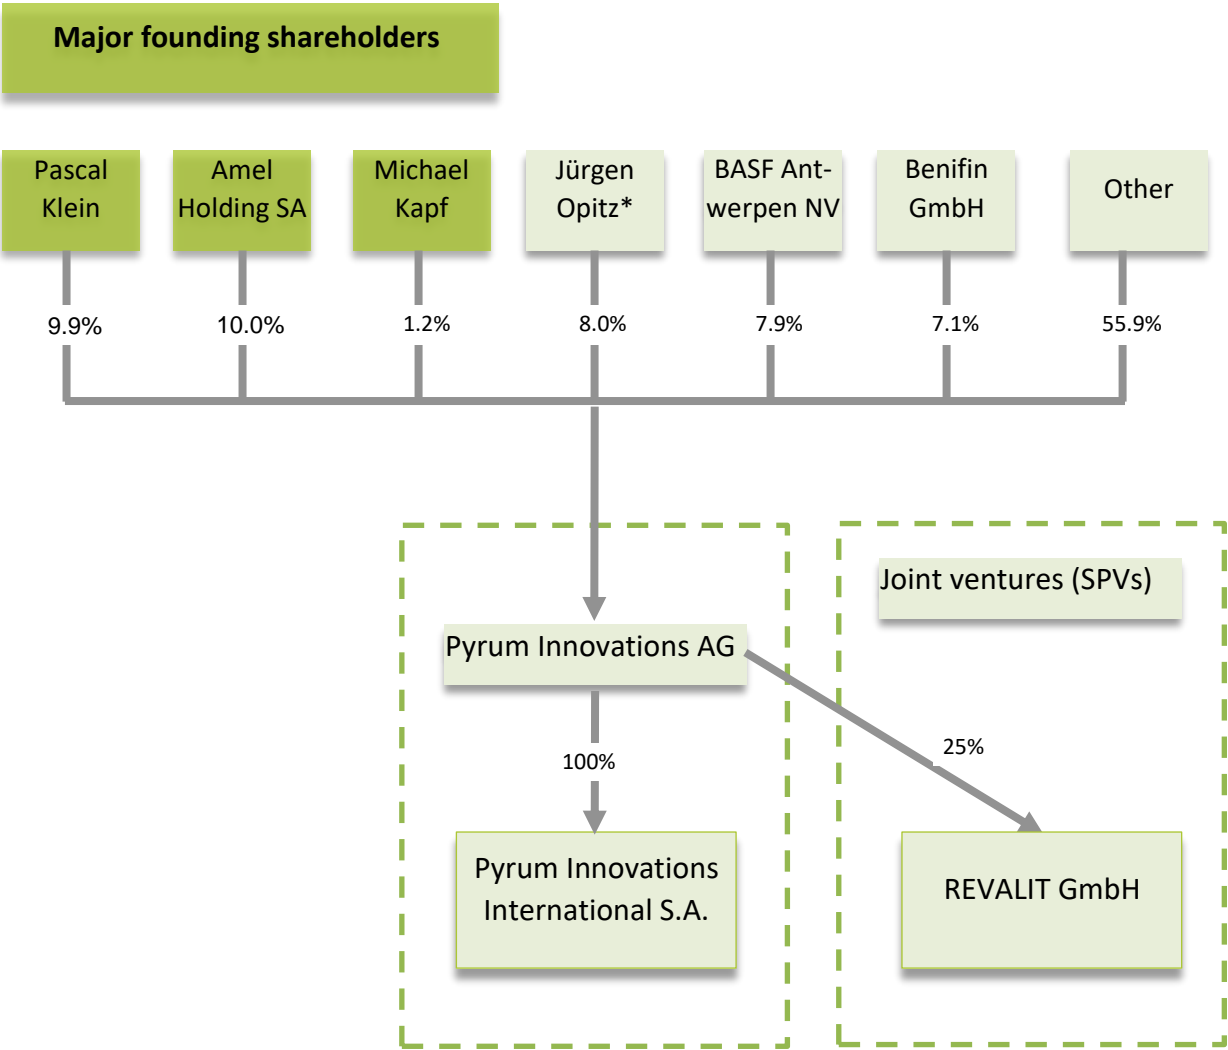 Major founding shareholders
Pascal
Klein
Amel
Holding SA
Michael
Kapf
Jürgen
Opitz*
BASF Ant-
werpen NV
Benifin
GmbH
Other
9.9%
10.0%
1.2%
8.0%
7.9%
7.1%
55.9%
Joint ventures (SPVs)
Pyrum Innovations AG
25%
100%
Pyrum Innovations
International S.A.
REVALIT GmbH